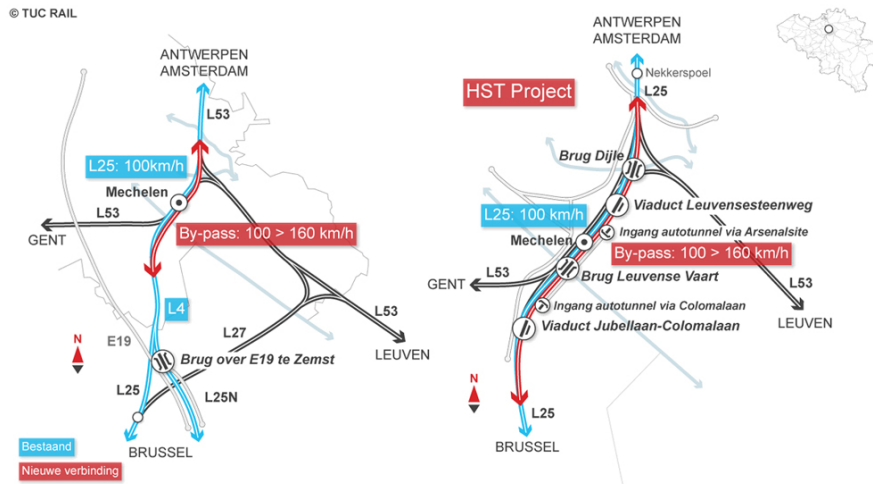 © TUC RAIL
ANTWERPEN
AMSTERDAM
L53
L25: 100km/h
Mechelen
L53
GENT
By-pass: 100 > 160 km/h
L4
L27
L53
E19
LEUVEN
N
Brug over E19 te Zemst
L25
L25N
BRUSSEL
Bestaand
Nieuwe verbinding
ANTWERPEN
AMSTERDAM
Nekkerspoel
HST Project
L25
Brug Dijle
Viaduct Leuvensesteenweg
L25: 100 km/h
Ingang autotunnel via Arsenalsite
Mechelen
By-pass: 100 > 160 km/h
GENT
L53
Brug Leuvense Vaart
L53
Ingang autotunnel via Colomalaan
Viaduct Jubellaan-Colomalaan
LEUVEN
N
L25
BRUSSEL